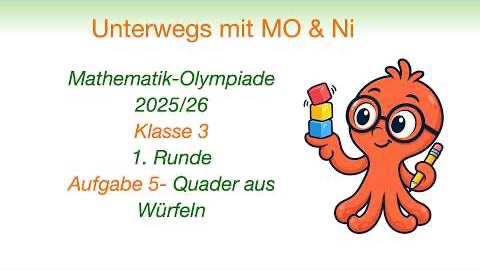 Unterwegs mit MO & Ni
Mathematik-Olympiade
2025/26
Klasse 3
1. Runde
Aufgabe 5- Quader aus
Würfeln